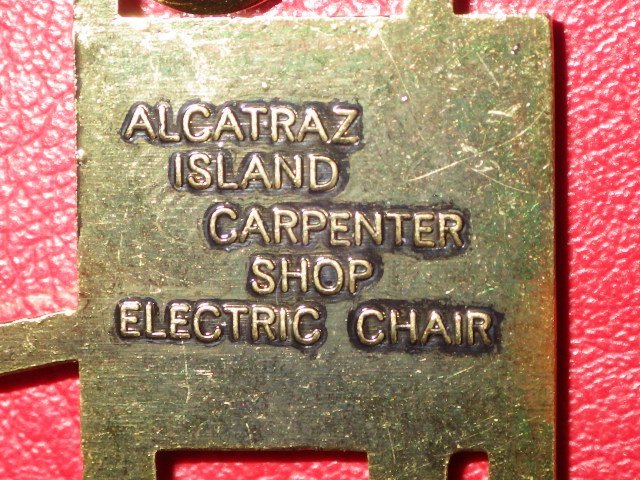 ALCATRAZ
ISLAND
CARPENTER
SHOP
ELECTRIC CHAIR